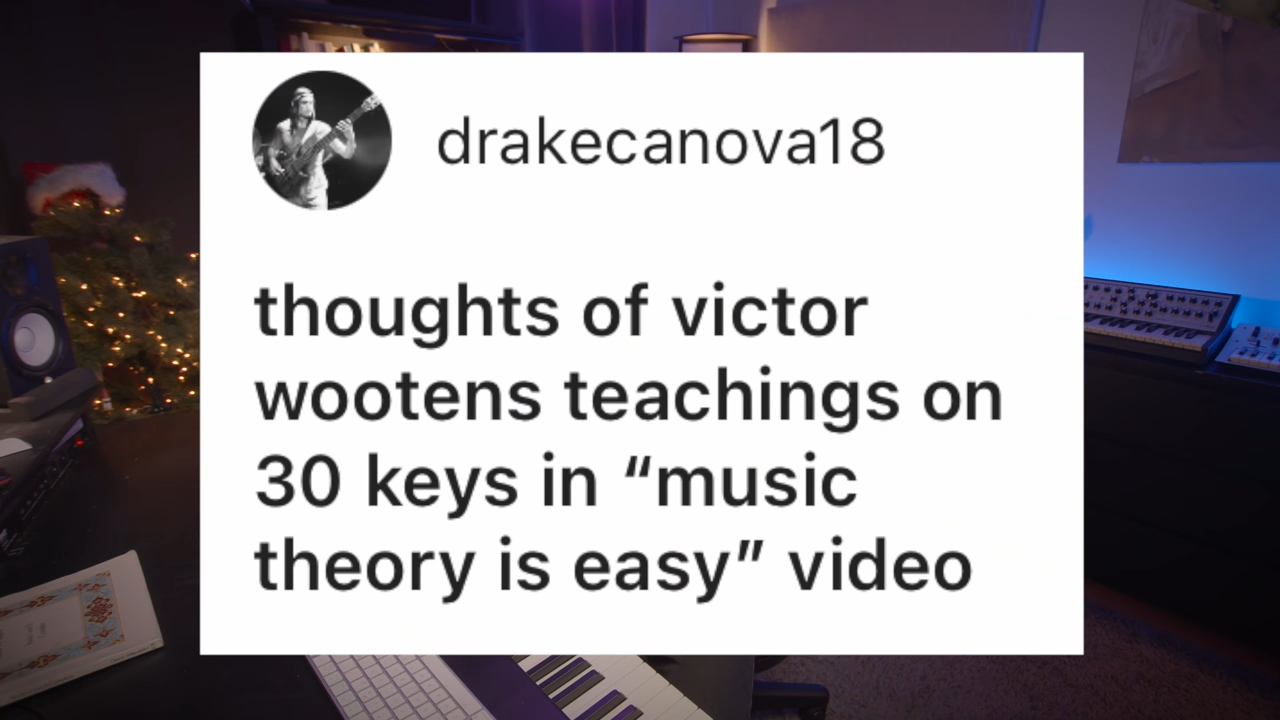 drakecanova18
thoughts of victor
wootens teachings on
30 keys in “music
theory is easy” video